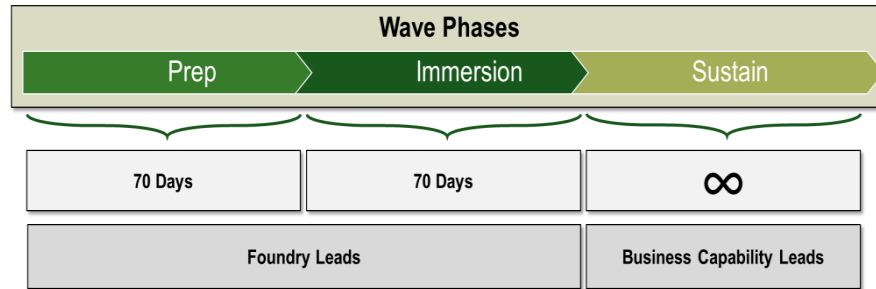 Wave Phases
Prep
Immersion
Sustain
70 Days
70 Days
∞
Foundry Leads
Business Capability Leads